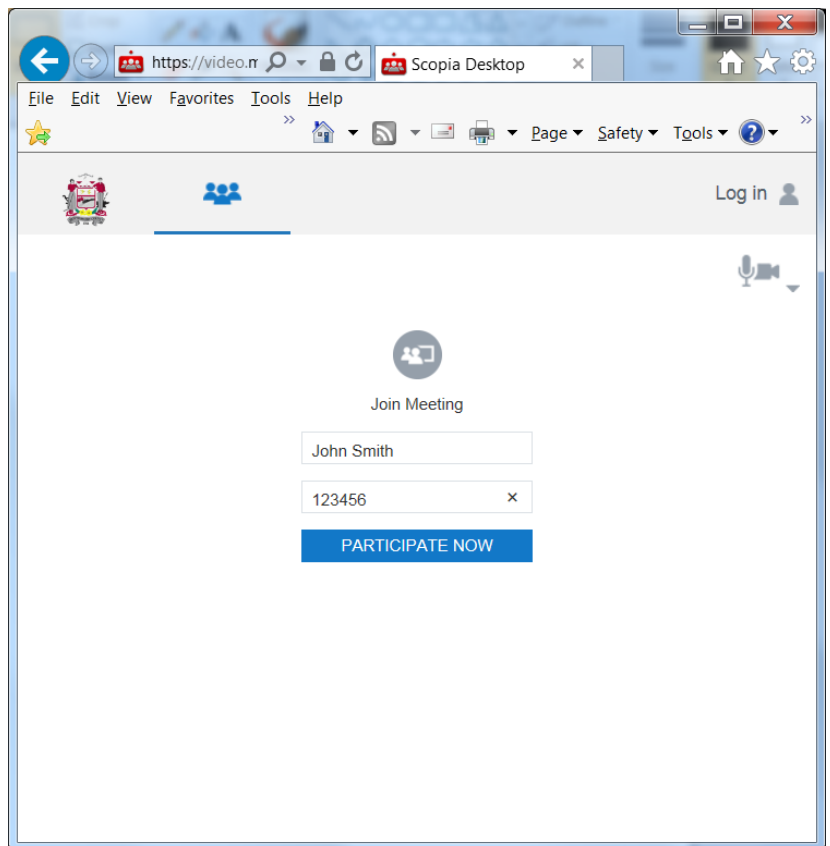 https://video.m
Scopia Desktop
File Edit View Favorites Tools Help
Page Safety Tools
Log in
Join Meeting
John Smith
123456
PARTICIPATE NOW